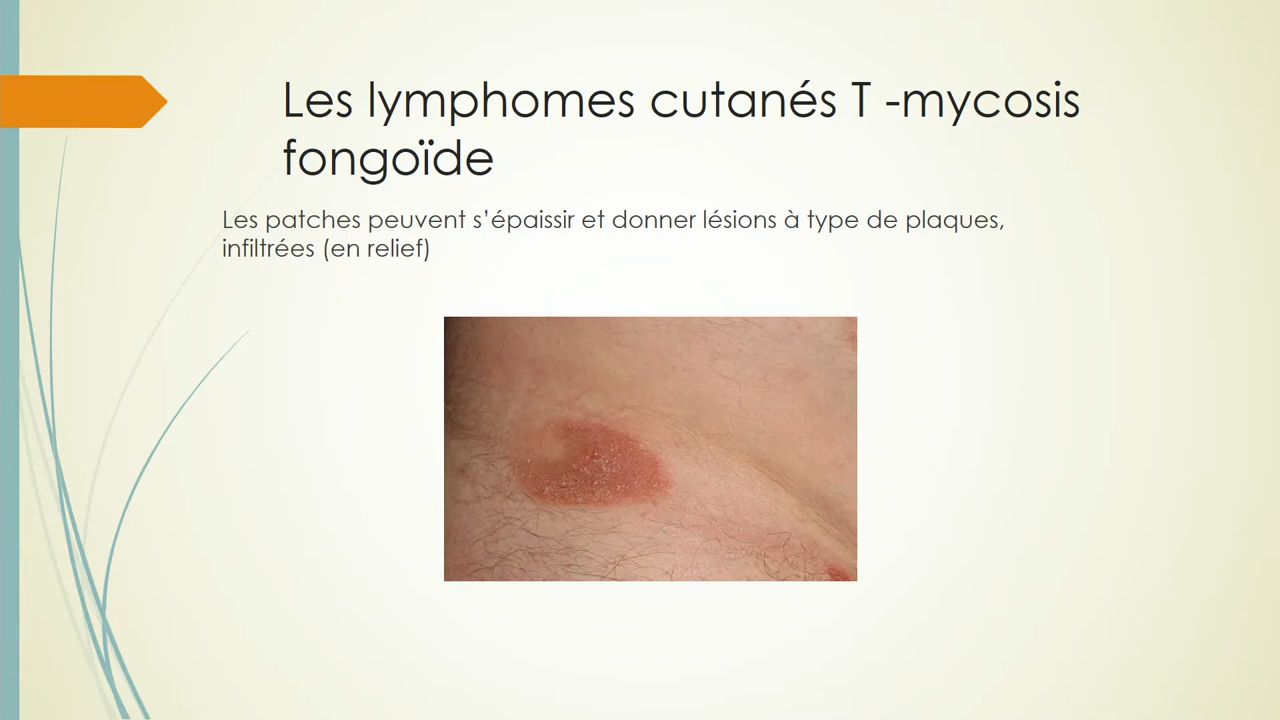 Les lymphomes cutanés T -mycosis
fongoïde
Les patches peuvent s’épaissir et donner lésions à type de plaques,
infiltrées (en relief)